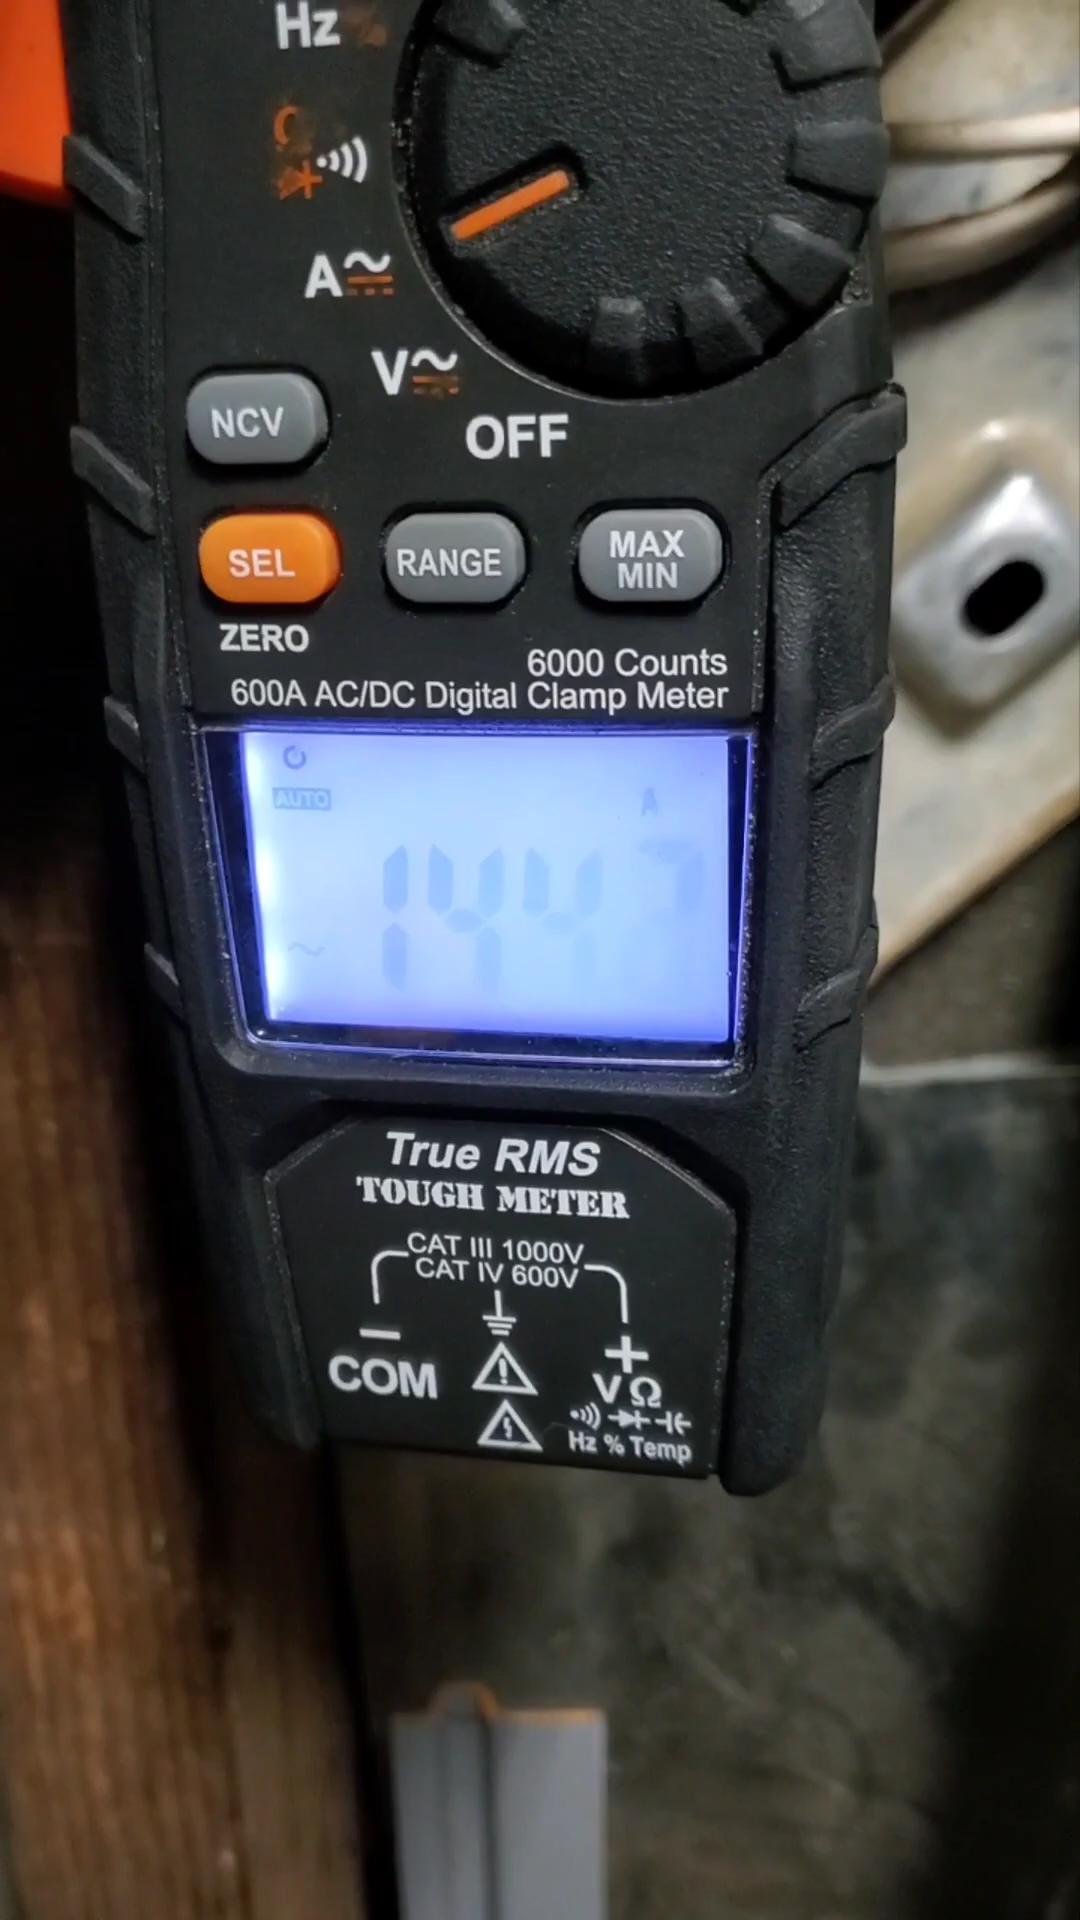 Hz %
Ω
A
V
NCV
OFF
SEL
RANGE
MAX
MIN
ZERO
6000 Counts
600A AC/DC Digital Clamp Meter
AUTO
A
True RMS
TOUGH METER
CAT III 1000V
CAT IV 600V
COM
V Ω
Hz % Temp